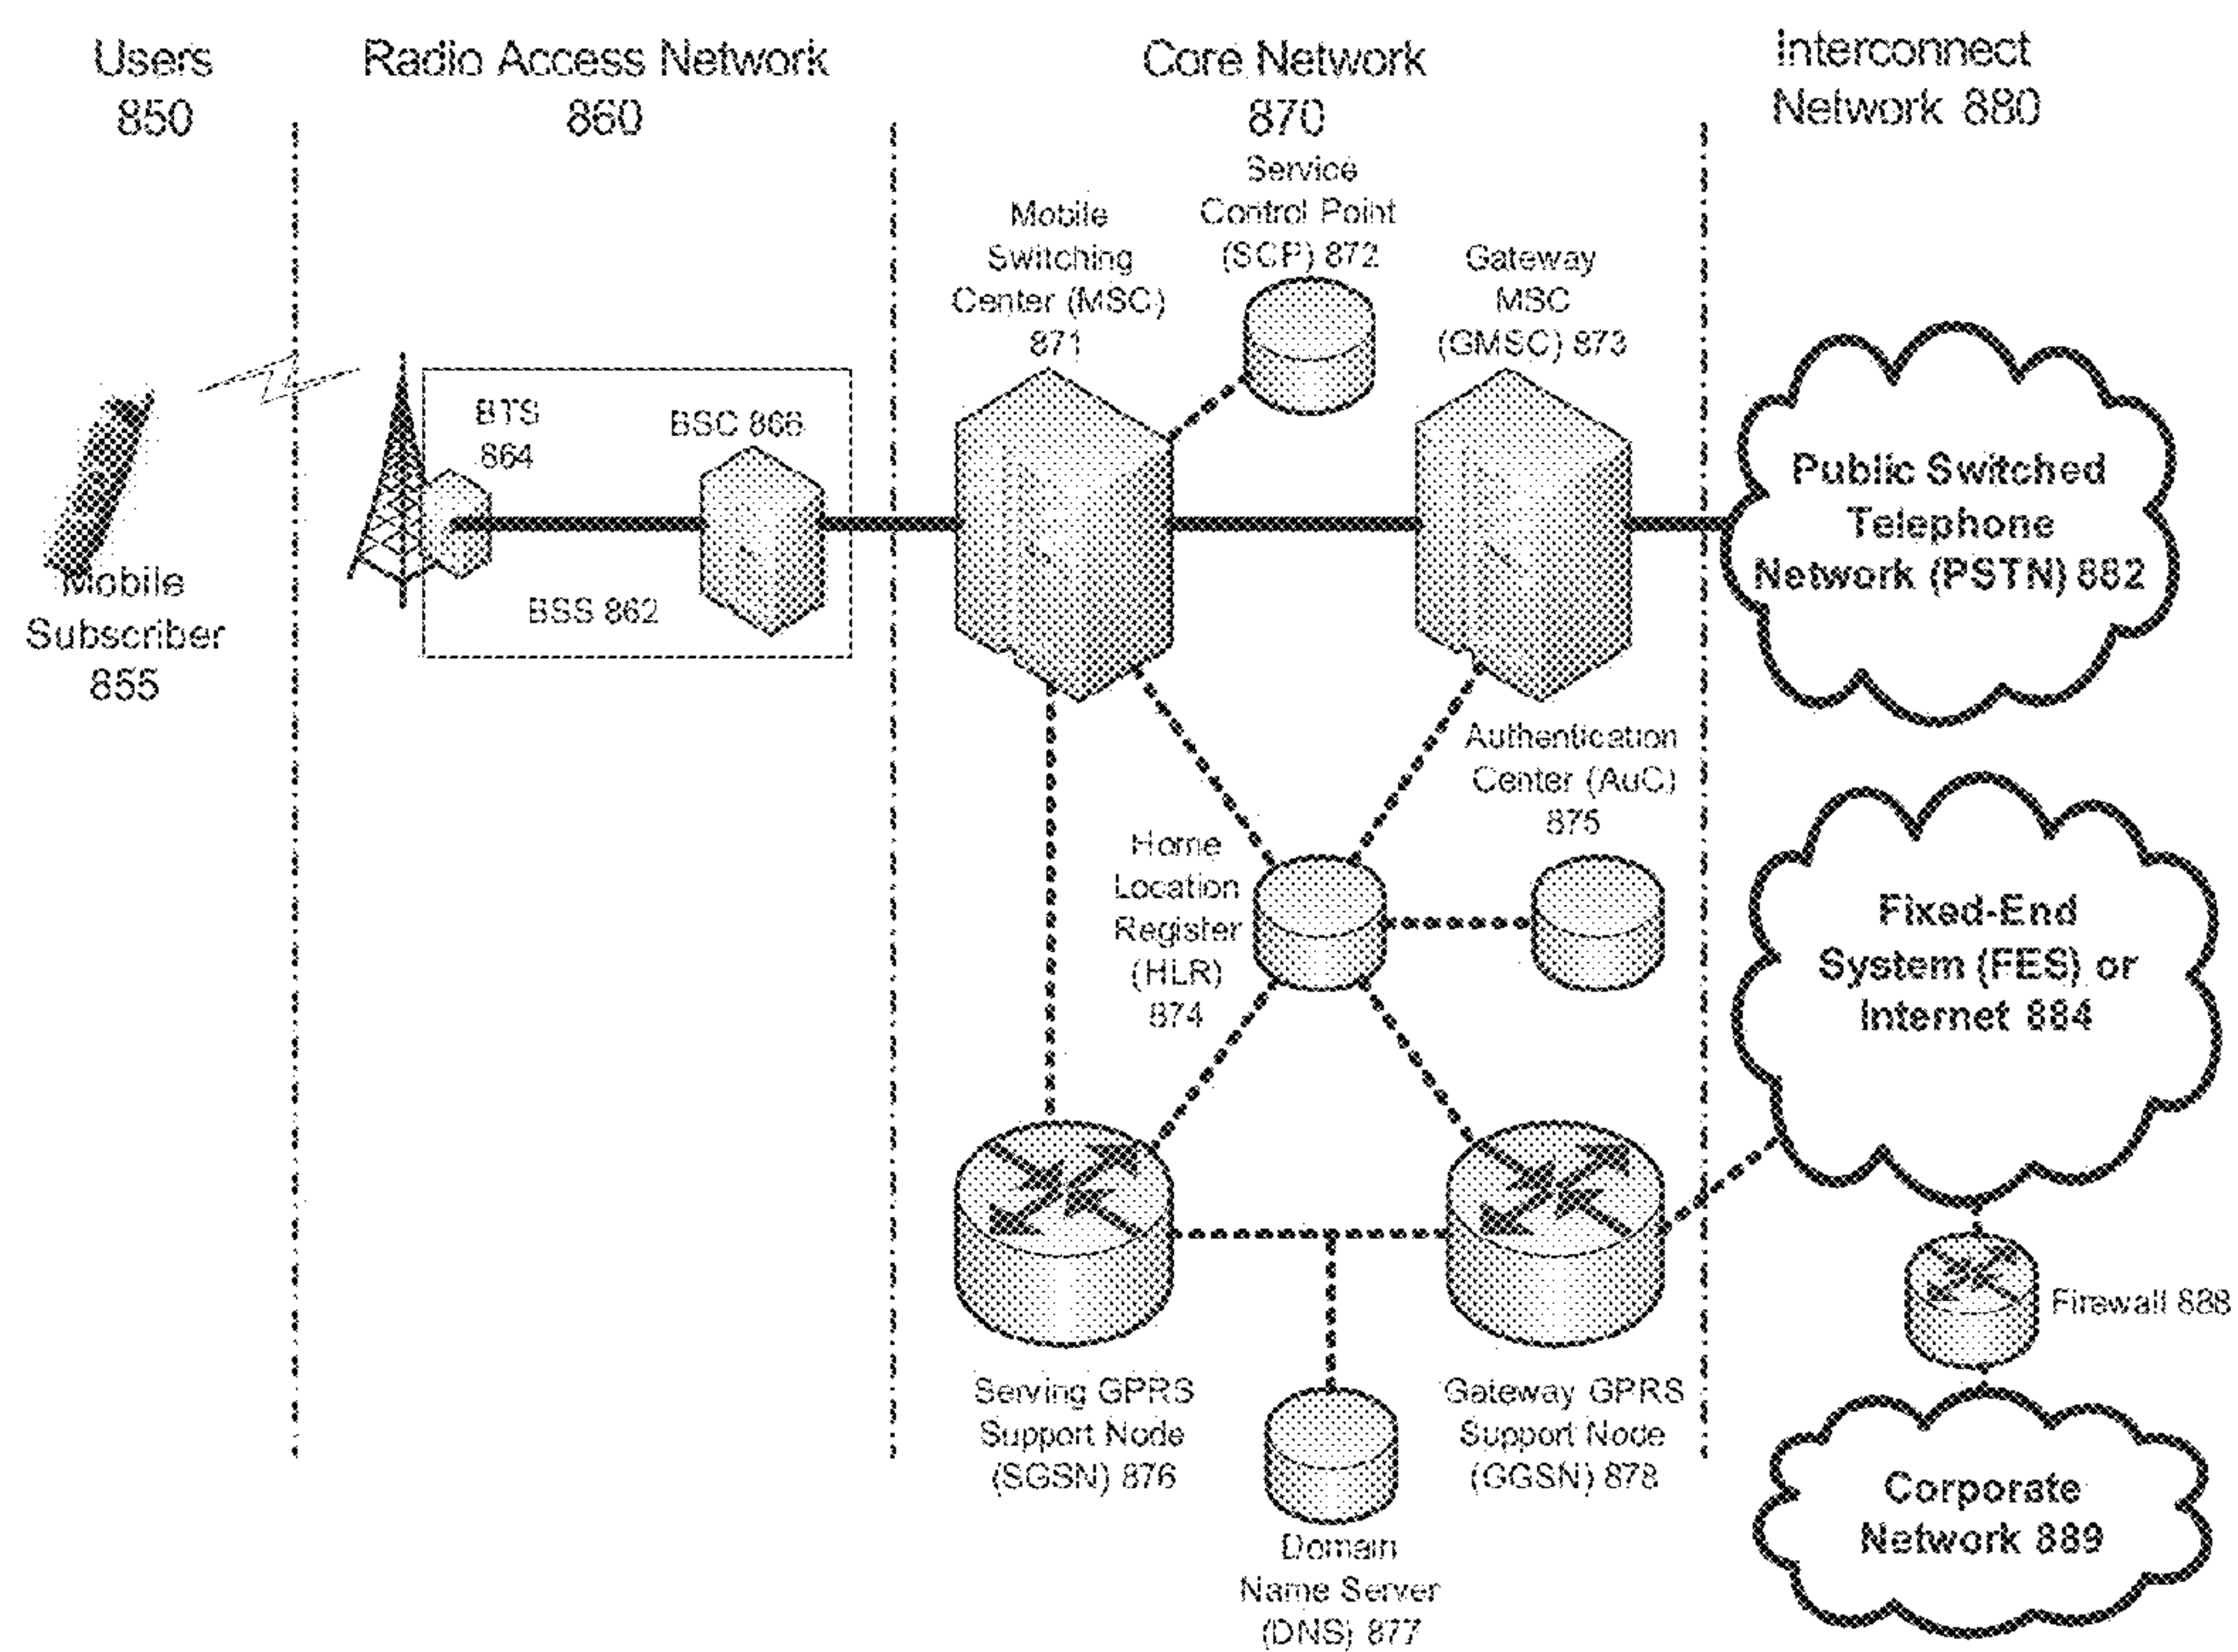 Users
850
Radio Access Network
860
Core Network
870
Interconnect
Network 880
Service
Control Point
(SCP) 872
Mobile
Switching
Center (MSC)
871
Gateway
MSC
(GMSC) 873
BTS
864
BSC 866
BSS 862
Mobile
Subscriber
855
Public Switched
Telephone
Network (PSTN) 882
Authentication
Center (AuC)
875
Home
Location
Register
(HLR)
874
Fixed-End
System (FES) or
Internet 884
Firewall 888
Serving GPRS
Support Node
(SGSN) 876
Gateway GPRS
Support Node
(GGSN) 878
Corporate
Network 889
Domain
Name Server
(DNS) 877